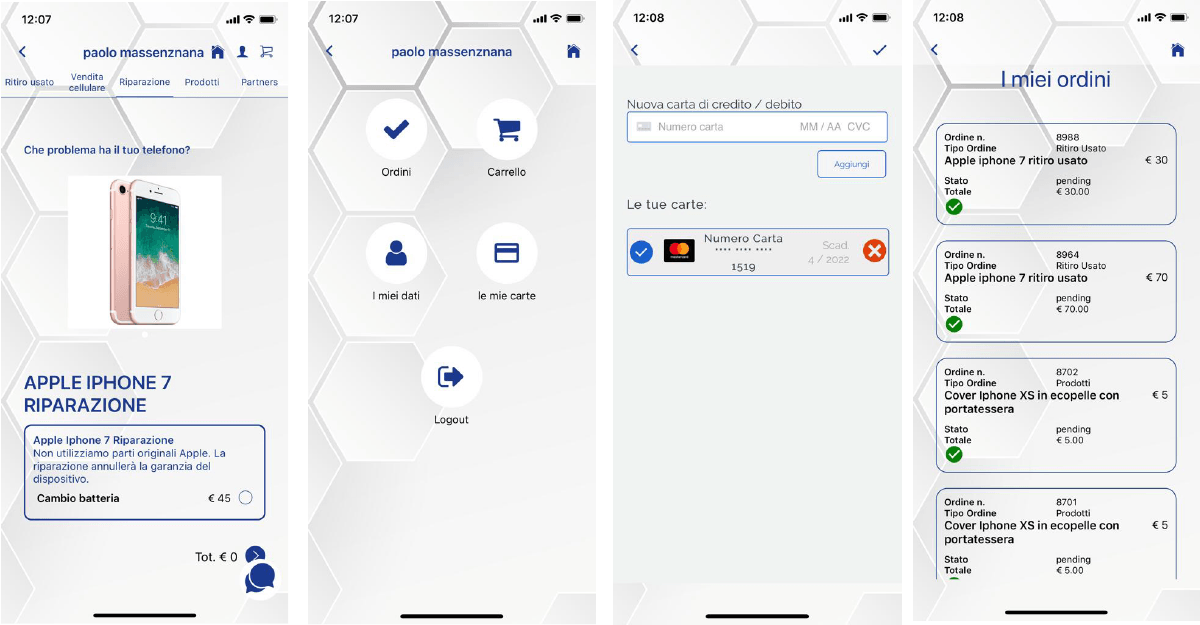 12:07
paolo massenznana
Ritiro usato
Vendita
cellulare
Riparazione
Prodotti
Partners
Che problema ha il tuo telefono?
9:41
APPLE IPHONE 7
RIPARAZIONE
Apple Iphone 7 Riparazione
Non utilizziamo parti originali Apple. La
riparazione annullerà la garanzia del
dispositivo.
Cambio batteria € 45
Tot. € 0
12:07
paolo massenznana
Ordini
Carrello
I miei dati
le mie carte
Logout
12:08
Nuova carta di credito / debito
Numero carta MM / AA CVC
Aggiungi
Le tue carte:
Numero Carta
**** **** ****
1519
Scad.
4 / 2022
12:08
I miei ordini
Ordine n. 8988
Tipo Ordine Ritiro Usato
Apple iphone 7 ritiro usato € 30
Stato pending
Totale € 30.00
Ordine n. 8964
Tipo Ordine Ritiro Usato
Apple iphone 7 ritiro usato € 70
Stato pending
Totale € 70.00
Ordine n. 8702
Tipo Ordine Prodotti
Cover Iphone XS in ecopelle con € 5
portatessera
Stato pending
Totale € 5.00
Ordine n. 8701
Tipo Ordine Prodotti
Cover Iphone XS in ecopelle con € 5
portatessera
Stato pending
Totale € 5.00